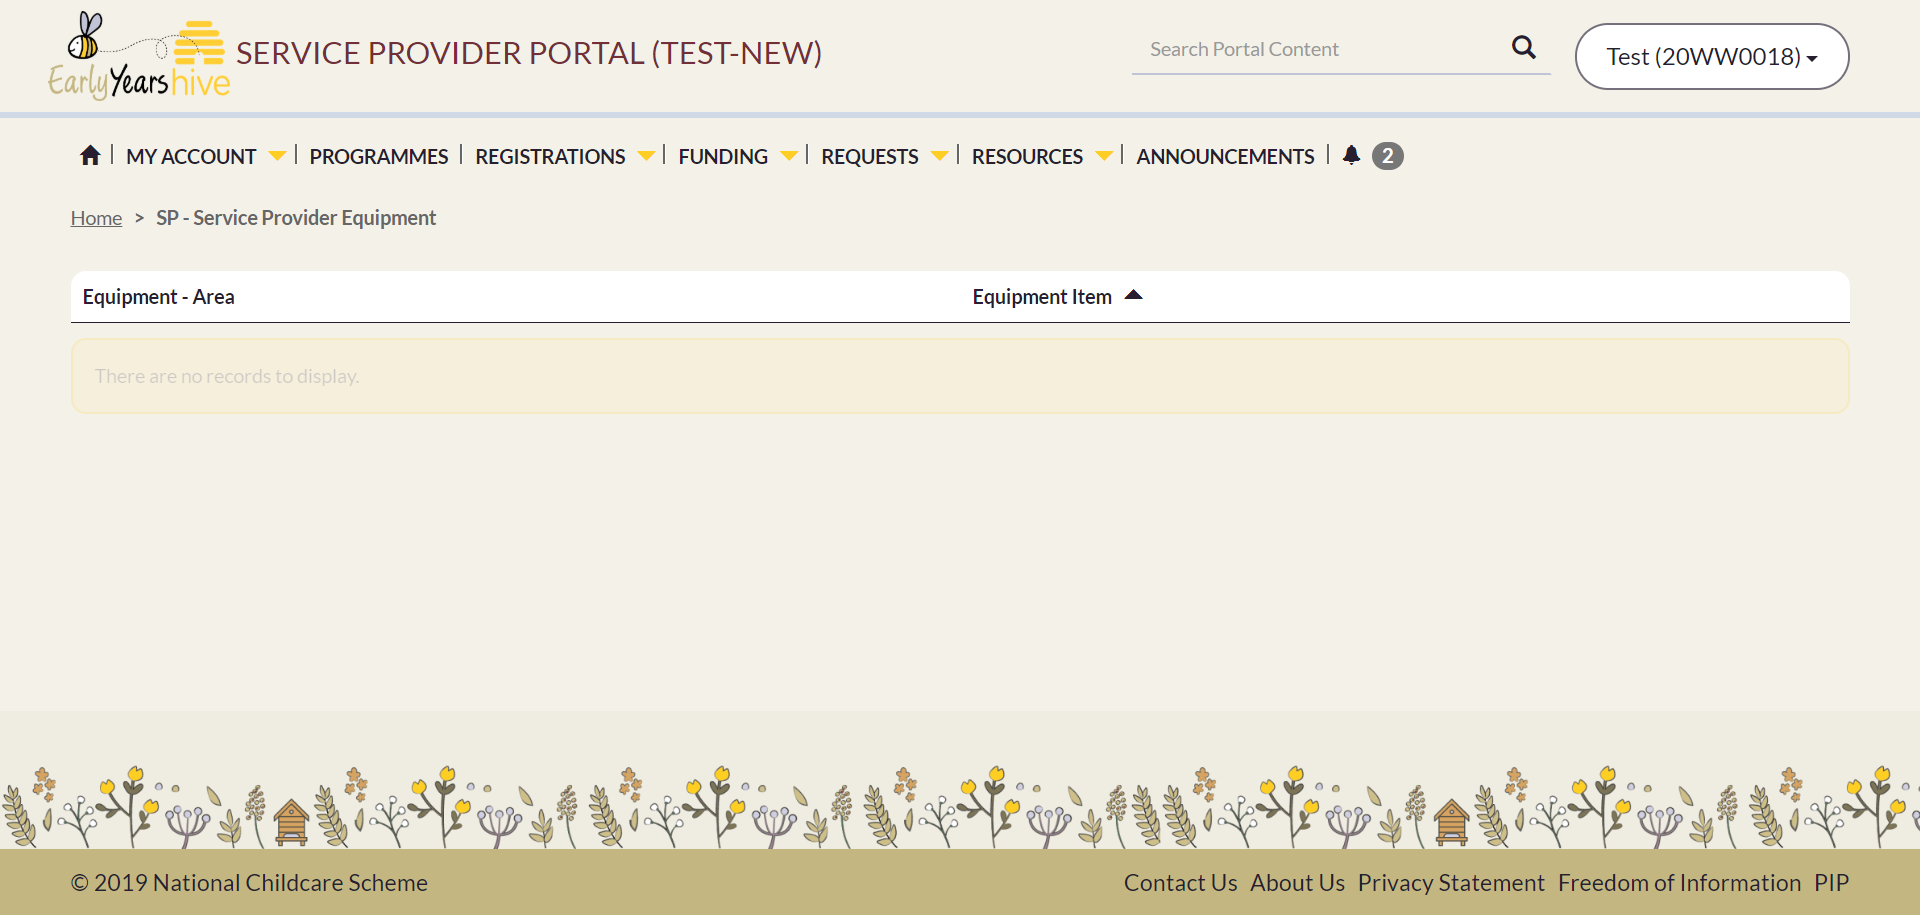 Early Years hive
SERVICE PROVIDER PORTAL (TEST-NEW)
Search Portal Content
Test (20WW0018)
MY ACCOUNT PROGRAMMES REGISTRATIONS FUNDING REQUESTS RESOURCES ANNOUNCEMENTS 2
Home > SP - Service Provider Equipment
Equipment - Area Equipment Item
There are no records to display.
© 2019 National Childcare Scheme Contact Us About Us Privacy Statement Freedom of Information PIP